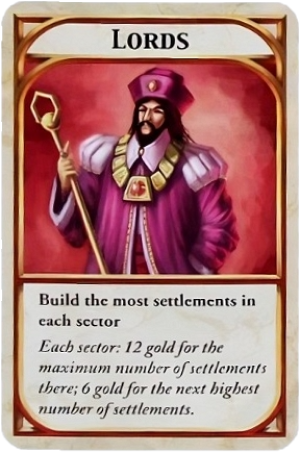 LORDS
Build the most settlements in
each sector
Each sector: 12 gold for the
maximum number of settlements
there; 6 gold for the next highest
number of settlements.